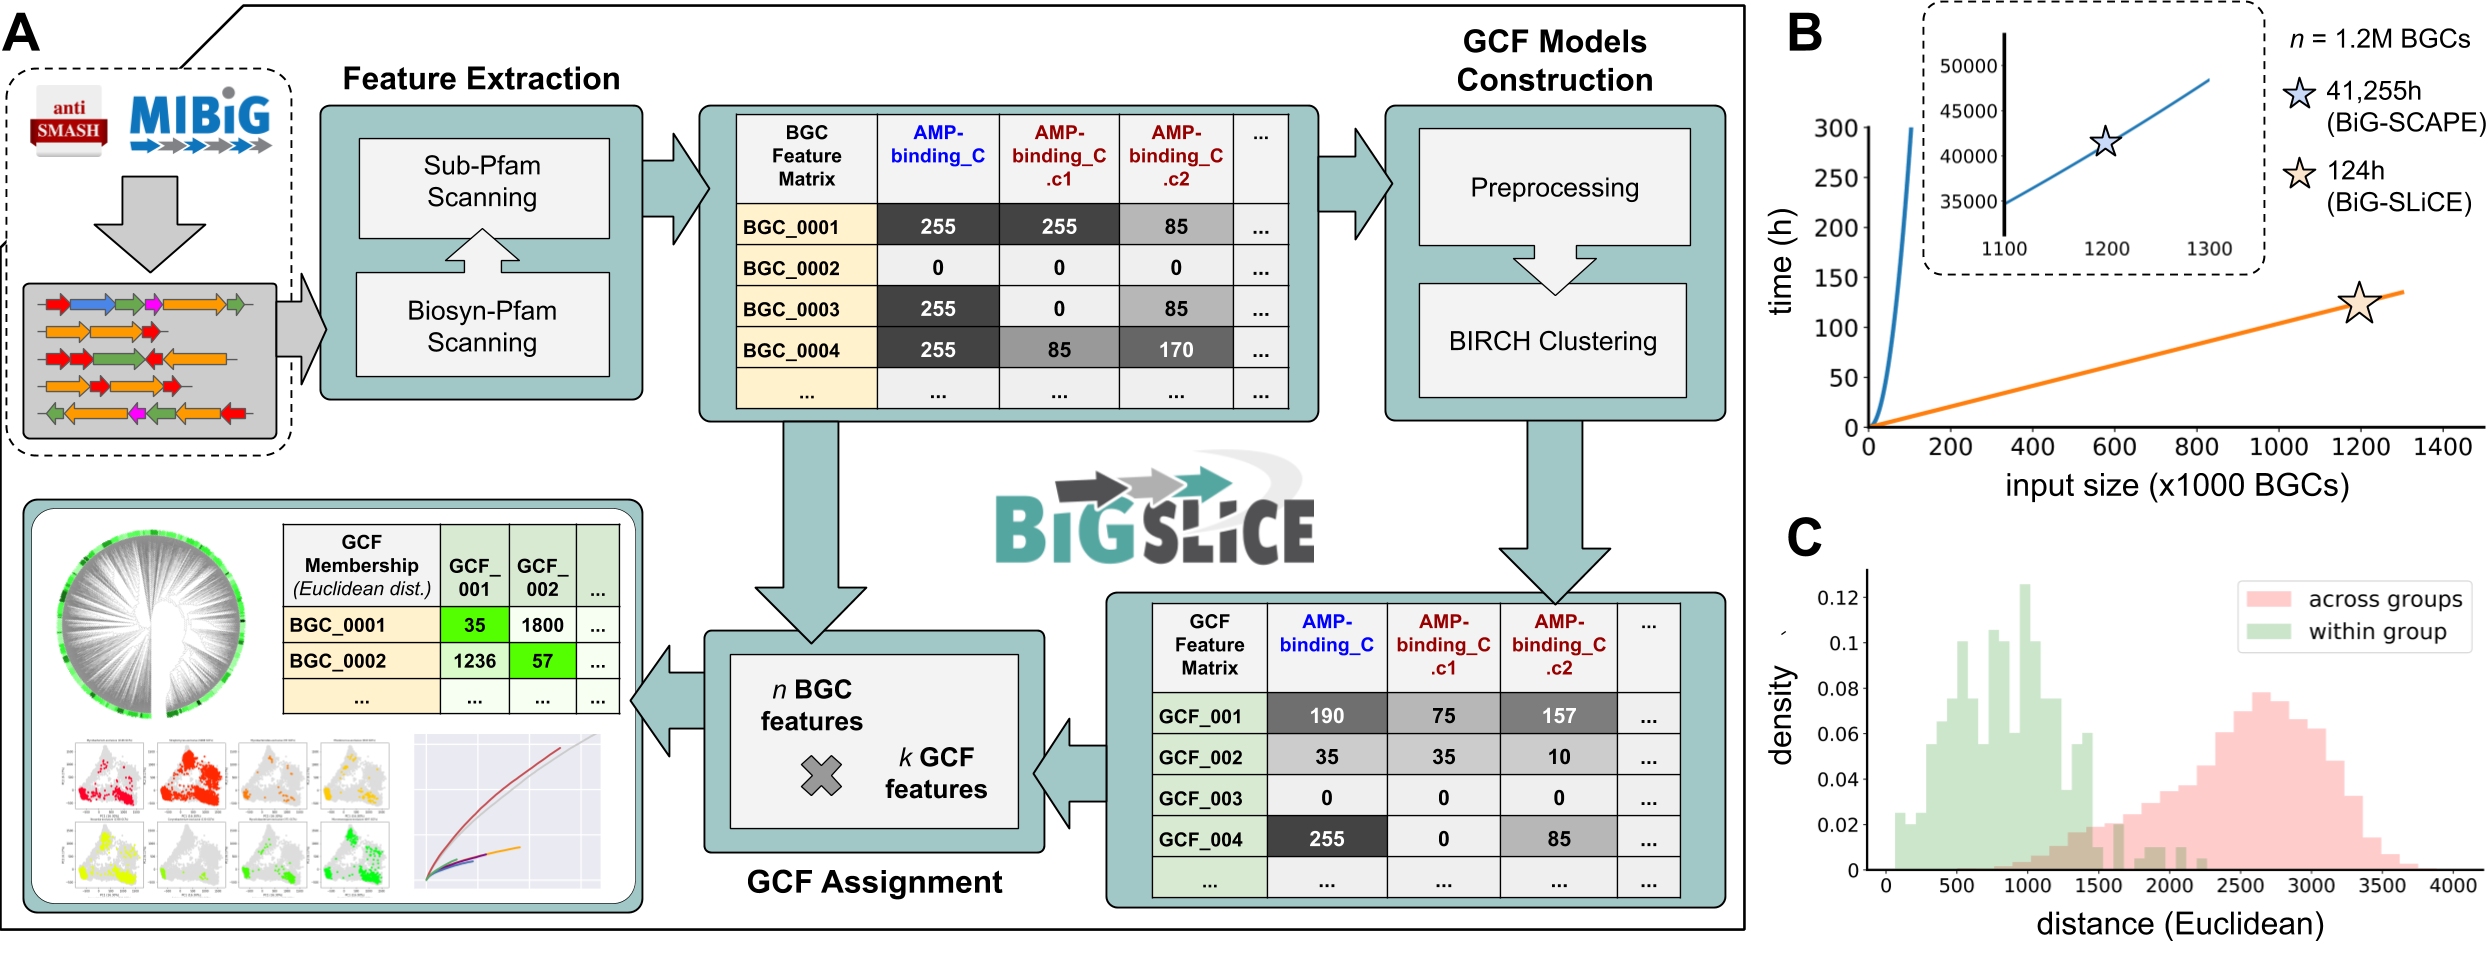 A
anti
SMASH
MIBiG
Feature Extraction
Sub-Pfam
Scanning
Biosyn-Pfam
Scanning
BGC
Feature
Matrix
AMP-
binding_C
AMP-
binding_C
.c1
AMP-
binding_C
.c2
...
BGC_0001 255 255 85 ...
BGC_0002 0 0 0 ...
BGC_0003 255 0 85 ...
BGC_0004 255 85 170 ...
... ... ... ... ...
GCF Models
Construction
Preprocessing
BIRCH Clustering
BiGSLiCE
GCF
Feature
Matrix
AMP-
binding_C
AMP-
binding_C
.c1
AMP-
binding_C
.c2
...
GCF_001 190 75 157 ...
GCF_002 35 35 10 ...
GCF_003 0 0 0 ...
GCF_004 255 0 85 ...
... ... ... ... ...
n BGC
features
k GCF
features
GCF Assignment
GCF
Membership
(Euclidean dist.)
GCF_
001
GCF_
002
...
BGC_0001 35 1800 ...
BGC_0002 1236 57 ...
... ... ... ...
B
n = 1.2M BGCs
41,255h
(BiG-SCAPE)
124h
(BiG-SLiCE)
50000
45000
40000
35000
1100 1200 1300
300
250
200
150
100
50
0
time (h)
0 200 400 600 800 1000 1200 1400
input size (x1000 BGCs)
C
across groups
within group
0.12
0.1
0.08
0.06
0.04
0.02
0
density
0 500 1000 1500 2000 2500 3000 3500 4000
distance (Euclidean)